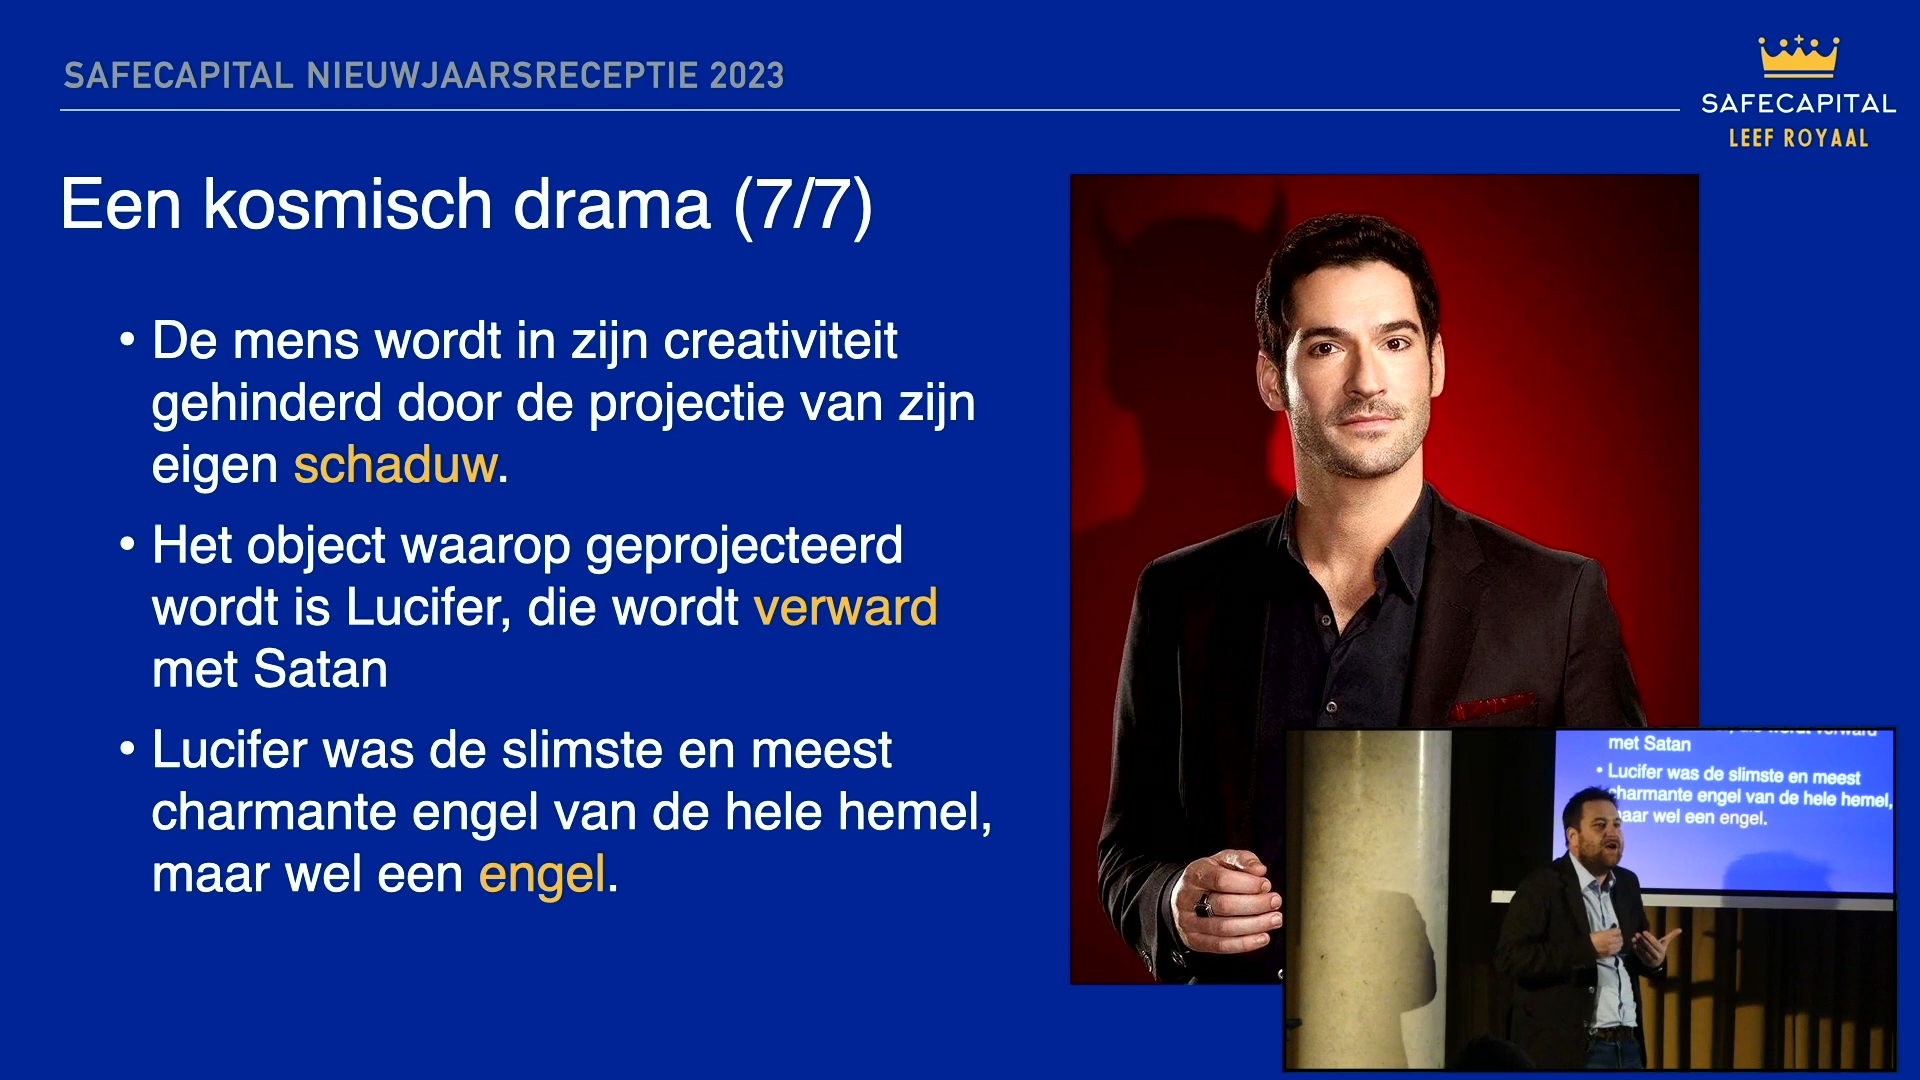 SAFECAPITAL NIEUWJAARSRECEPTIE 2023
SAFECAPITAL
LEEF ROYAAL
Een kosmisch drama (7/7)
• De mens wordt in zijn creativiteit
gehinderd door de projectie van zijn
eigen schaduw.
• Het object waarop geprojecteerd
wordt is Lucifer, die wordt verward
met Satan
• Lucifer was de slimste en meest
charmante engel van de hele hemel,
maar wel een engel.
wordt verward
met Satan
• Lucifer was de slimste en meest
charmante engel van de hele hemel,
maar wel een engel.